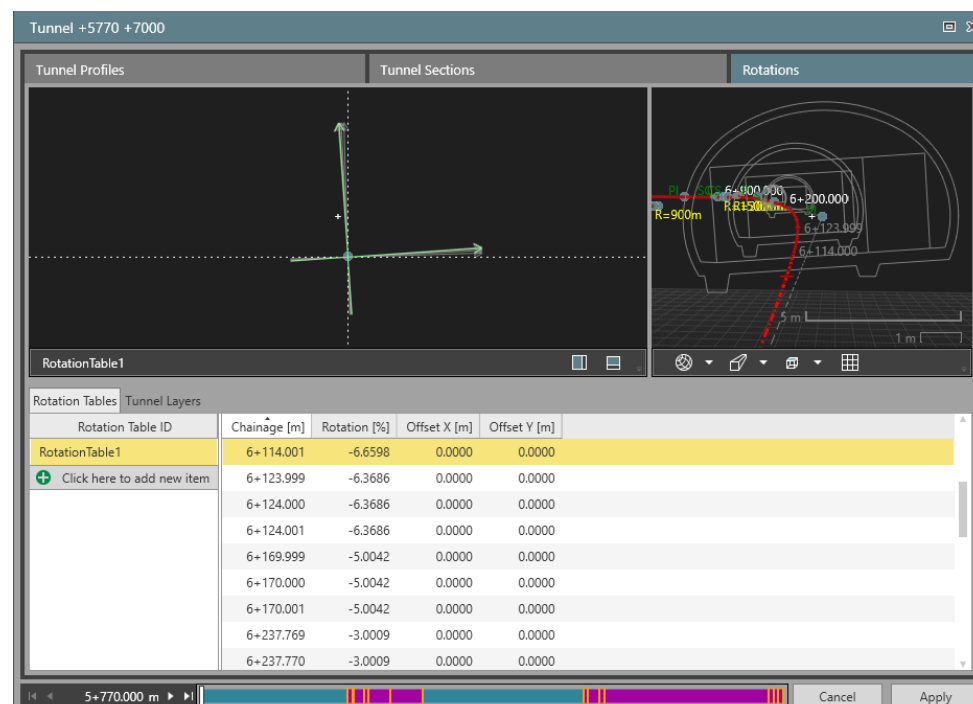 Tunnel +5770 +7000
Tunnel Profiles Tunnel Sections Rotations
6+200.000
R=900m
6+123.999
6+114.000
5 m
1 m
RotationTable1
Rotation Tables Tunnel Layers
Rotation Table ID Chainage [m] Rotation [%] Offset X [m] Offset Y [m]
RotationTable1 6+114.001 -6.6598 0.0000 0.0000
Click here to add new item 6+123.999 -6.3686 0.0000 0.0000
6+124.000 -6.3686 0.0000 0.0000
6+124.001 -6.3686 0.0000 0.0000
6+169.999 -5.0042 0.0000 0.0000
6+170.000 -5.0042 0.0000 0.0000
6+170.001 -5.0042 0.0000 0.0000
6+237.769 -3.0009 0.0000 0.0000
6+237.770 -3.0009 0.0000 0.0000
5+770.000 m Cancel Apply